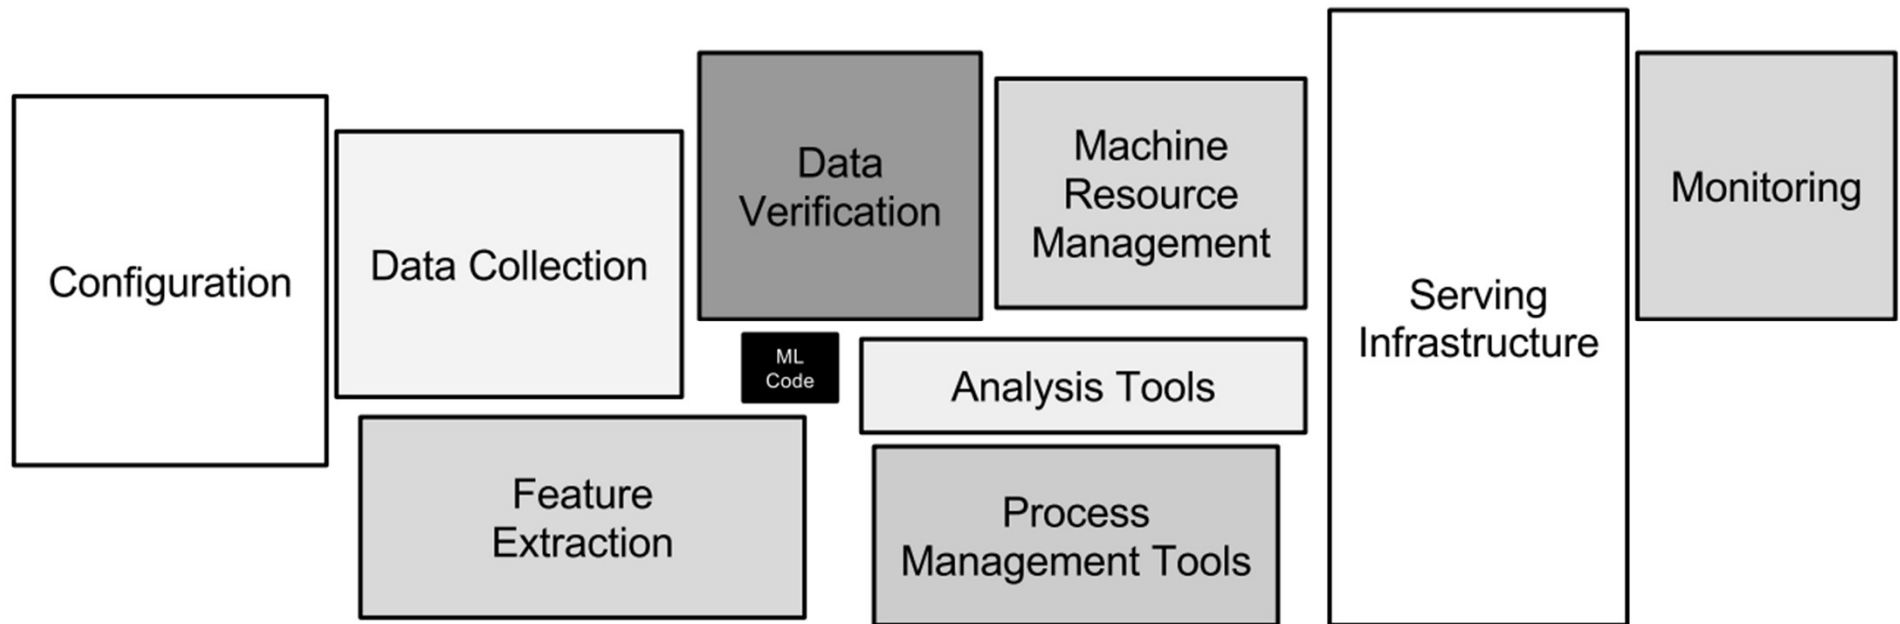 Configuration
Data Collection
Feature
Extraction
Data
Verification
ML
Code
Machine
Resource
Management
Analysis Tools
Process
Management Tools
Serving
Infrastructure
Monitoring